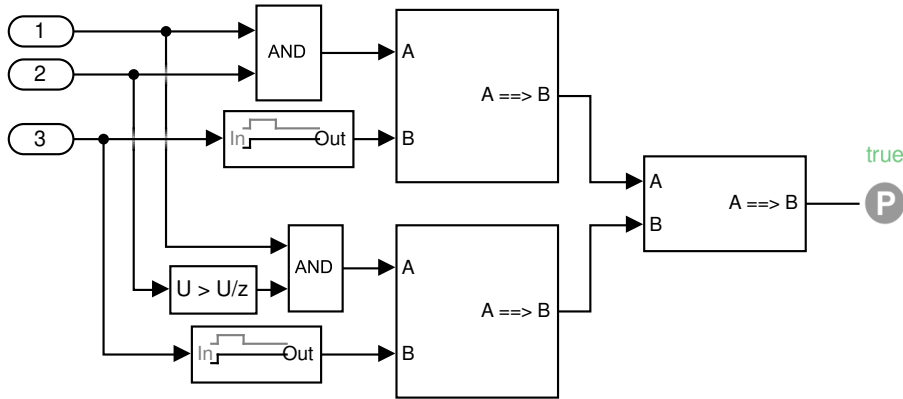 1
AND
A
A ==> B
2
3
In Out
B
true
A
A ==> B
P
B
AND
A
A ==> B
U > U/z
In Out
B